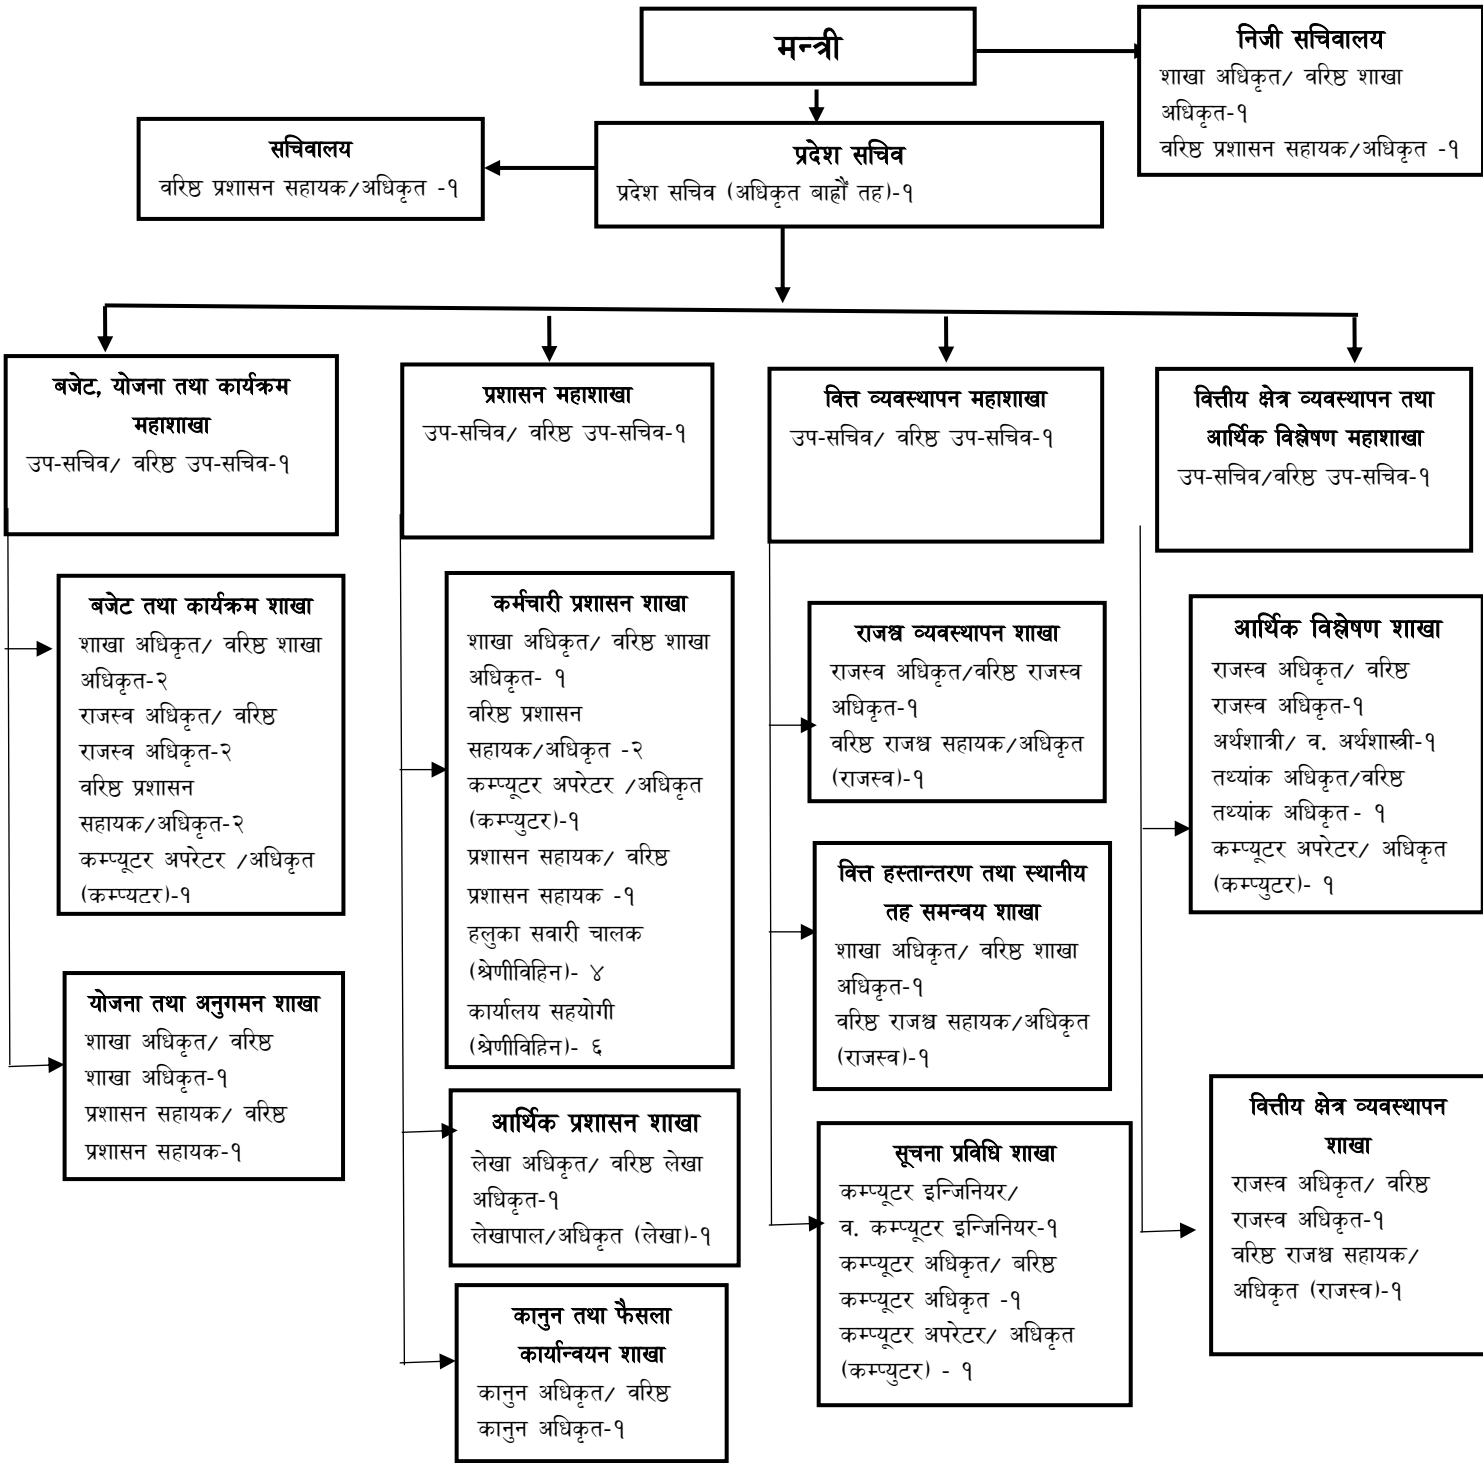 मन्त्री
निजी सचिवालय
शाखा अधिकृत/ वरिष्ठ शाखा
अधिकृत-१
वरिष्ठ प्रशासन सहायक/अधिकृत -१
सचिवालय
वरिष्ठ प्रशासन सहायक/अधिकृत -१
प्रदेश सचिव
प्रदेश सचिव (अधिकृत बाह्रौं तह)-१
बजेट, योजना तथा कार्यक्रम
महाशाखा
उप-सचिव/ वरिष्ठ उप-सचिव-१
बजेट तथा कार्यक्रम शाखा
शाखा अधिकृत/ वरिष्ठ शाखा
अधिकृत-२
राजस्व अधिकृत/ वरिष्ठ
राजस्व अधिकृत-२
वरिष्ठ प्रशासन
सहायक/अधिकृत-२
कम्प्यूटर अपरेटर /अधिकृत
(कम्प्यटर)-१
योजना तथा अनुगमन शाखा
शाखा अधिकृत/ वरिष्ठ
शाखा अधिकृत-१
प्रशासन सहायक/ वरिष्ठ
प्रशासन सहायक-१
प्रशासन महाशाखा
उप-सचिव/ वरिष्ठ उप-सचिव-१
कर्मचारी प्रशासन शाखा
शाखा अधिकृत/ वरिष्ठ शाखा
अधिकृत- १
वरिष्ठ प्रशासन
सहायक/अधिकृत -२
कम्प्यूटर अपरेटर /अधिकृत
(कम्प्युटर)-१
प्रशासन सहायक/ वरिष्ठ
प्रशासन सहायक -१
हलुका सवारी चालक
(श्रेणीविहिन)- ४
कार्यालय सहयोगी
(श्रेणीविहिन)- ६
आर्थिक प्रशासन शाखा
लेखा अधिकृत/ वरिष्ठ लेखा
अधिकृत-१
लेखापाल/अधिकृत (लेखा)-१
कानुन तथा फैसला
कार्यान्वयन शाखा
कानुन अधिकृत/ वरिष्ठ
कानुन अधिकृत-१
वित्त व्यवस्थापन महाशाखा
उप-सचिव/ वरिष्ठ उप-सचिव-१
राजश्व व्यवस्थापन शाखा
राजस्व अधिकृत/वरिष्ठ राजस्व
अधिकृत-१
वरिष्ठ राजश्व सहायक/अधिकृत
(राजस्व)-१
वित्त हस्तान्तरण तथा स्थानीय
तह समन्वय शाखा
शाखा अधिकृत/ वरिष्ठ शाखा
अधिकृत-१
वरिष्ठ राजश्व सहायक/अधिकृत
(राजस्व)-१
सूचना प्रविधि शाखा
कम्प्यूटर इन्जिनियर/
व. कम्प्यूटर इन्जिनियर-१
कम्प्यूटर अधिकृत/ बरिष्ठ
कम्प्यूटर अधिकृत -१
कम्प्यूटर अपरेटर/ अधिकृत
(कम्प्युटर) - १
वित्तीय क्षेत्र व्यवस्थापन तथा
आर्थिक विश्लेषण महाशाखा
उप-सचिव/वरिष्ठ उप-सचिव-१
आर्थिक विश्लेषण शाखा
राजस्व अधिकृत/ वरिष्ठ
राजस्व अधिकृत-१
अर्थशात्री/ व. अर्थशास्त्री-१
तथ्यांक अधिकृत/वरिष्ठ
तथ्यांक अधिकृत - १
कम्प्यूटर अपरेटर/ अधिकृत
(कम्प्युटर)- १
वित्तीय क्षेत्र व्यवस्थापन
शाखा
राजस्व अधिकृत/ वरिष्ठ
राजस्व अधिकृत-१
वरिष्ठ राजश्व सहायक/
अधिकृत (राजस्व)-१